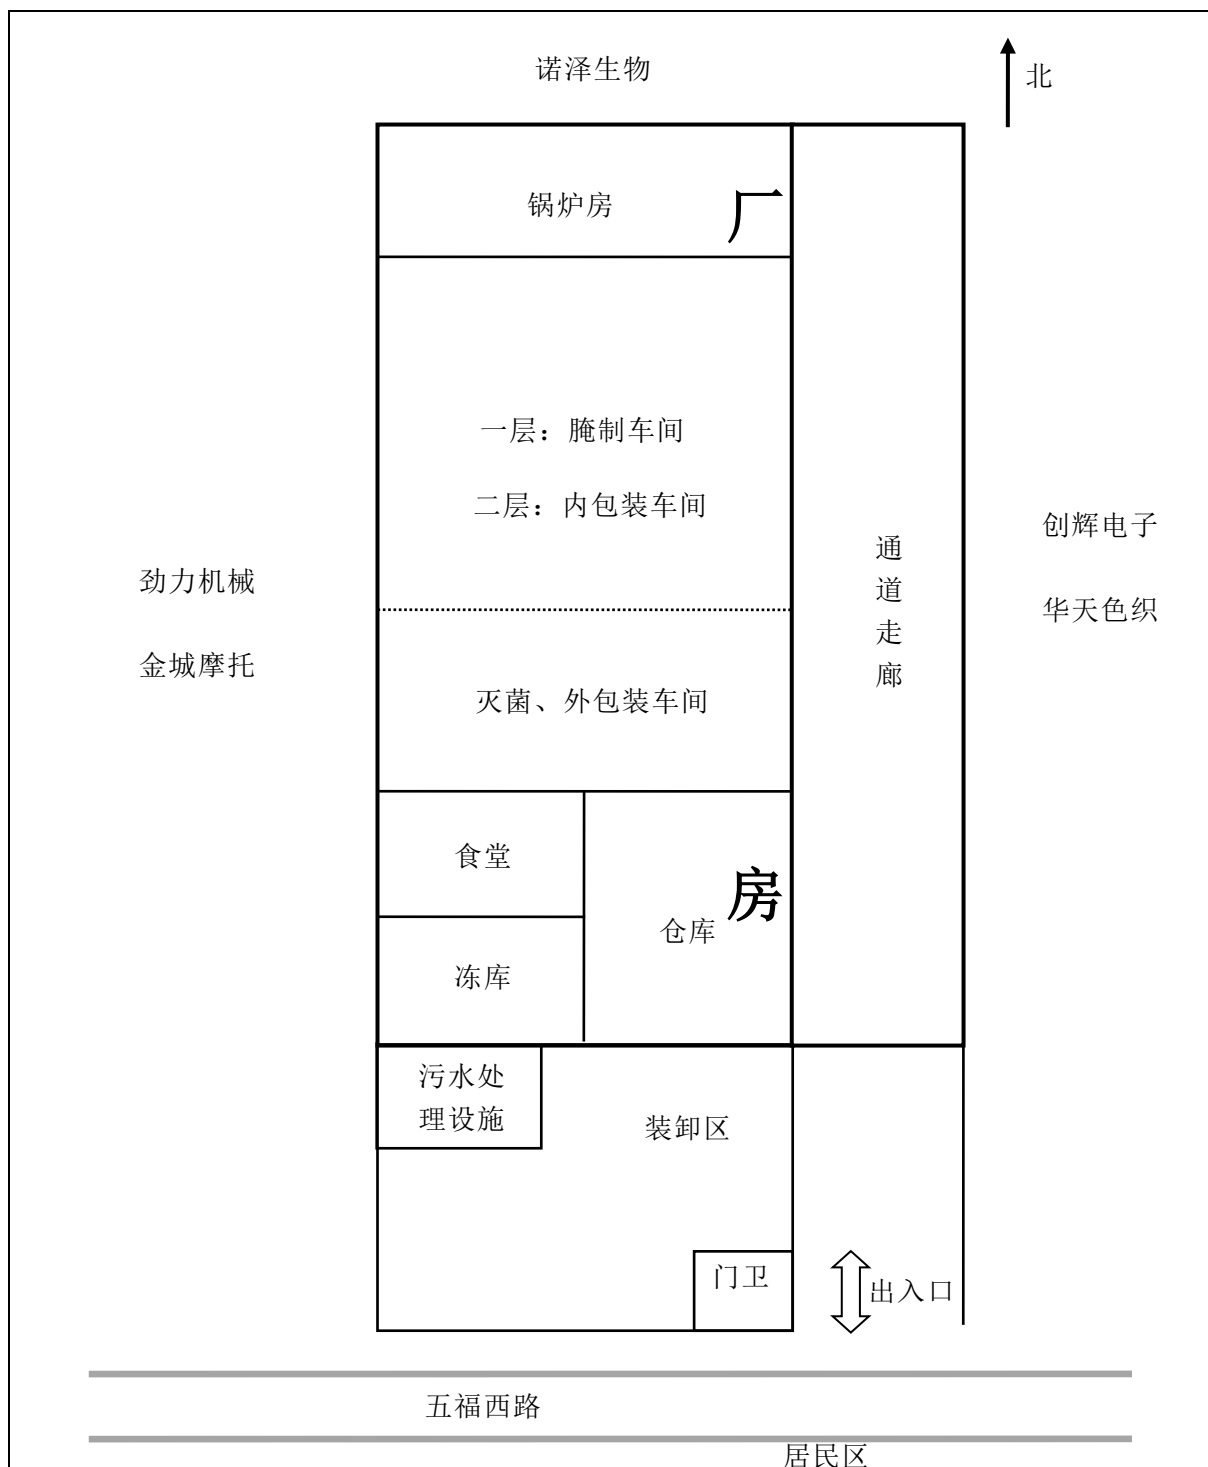 诺泽生物
北
锅炉房
厂
一层：腌制车间
二层：内包装车间
通
道
走
廊
创辉电子
华天色织
劲力机械
金城摩托
灭菌、外包装车间
食堂
房
仓库
冻库
污水处
理设施
装卸区
门卫
出入口
五福西路
居民区